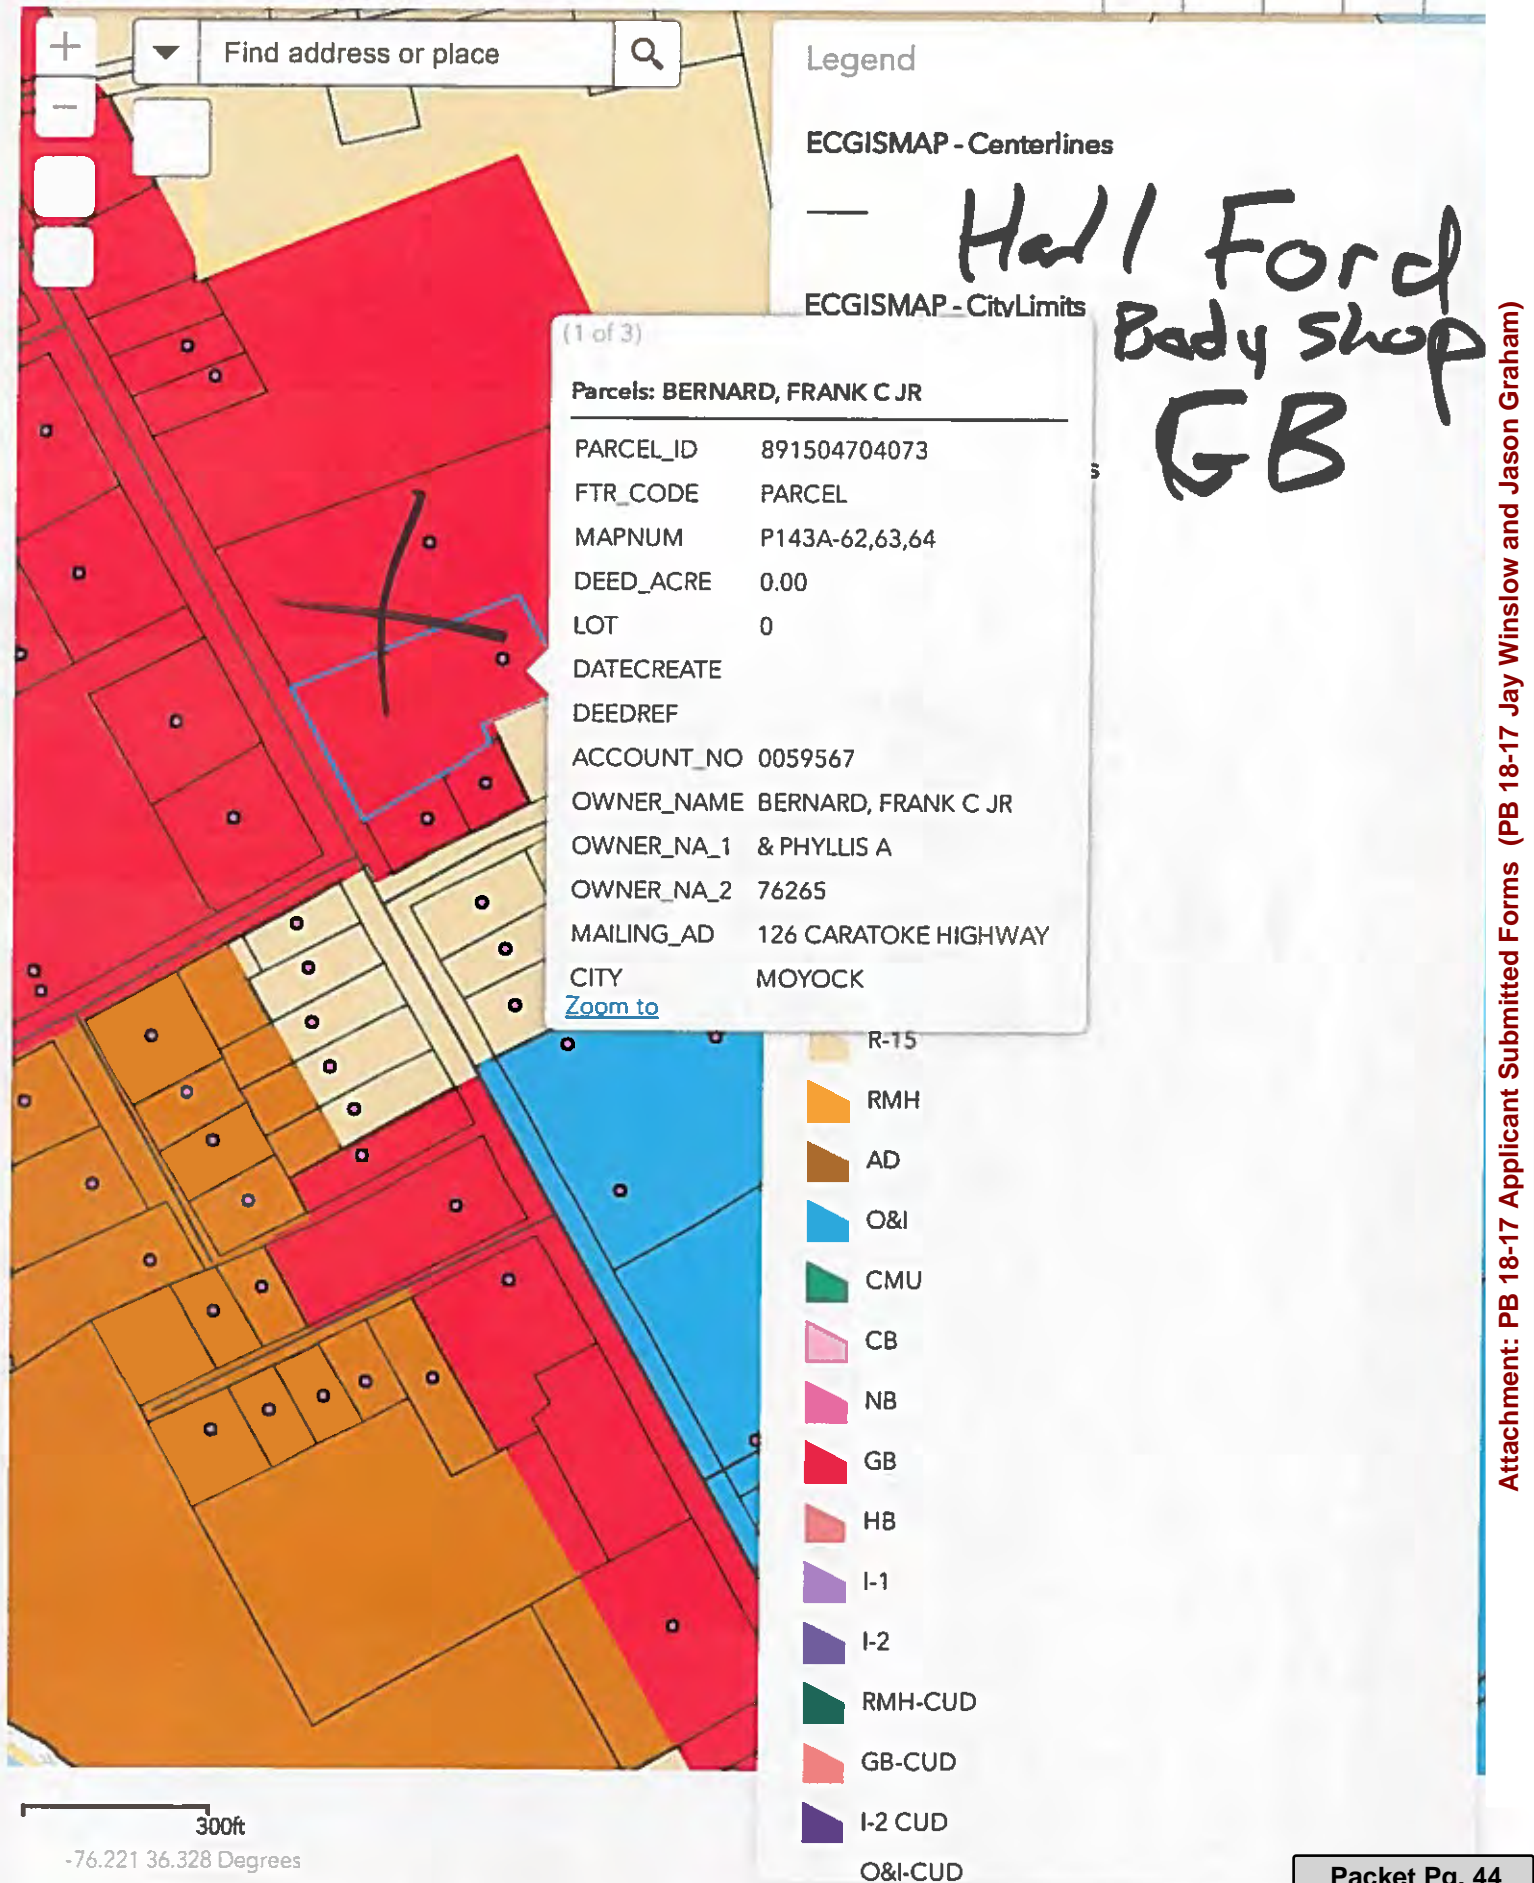 Find address or place
Legend
ECGISMAP - Centerlines
Hall Ford
Body Shop
GB
ECGISMAP - CityLimits
(1 of 3)
Parcels: BERNARD, FRANK C JR
PARCEL_ID 891504704073
FTR_CODE PARCEL
MAPNUM P143A-62,63,64
DEED_ACRE 0.00
LOT 0
DATECREATE
DEEDREF
ACCOUNT_NO 0059567
OWNER_NAME BERNARD, FRANK C JR
OWNER_NA_1 & PHYLLIS A
OWNER_NA_2 76265
MAILING_AD 126 CARATOKE HIGHWAY
CITY MOYOCK
Zoom to
s
R-15
RMH
AD
O&I
CMU
CB
NB
GB
HB
I-1
I-2
RMH-CUD
GB-CUD
I-2 CUD
O&I-CUD
300ft
-76.221 36.328 Degrees
Attachment: PB 18-17 Applicant Submitted Forms (PB 18-17 Jay Winslow and Jason Graham)
Packet Pg. 44